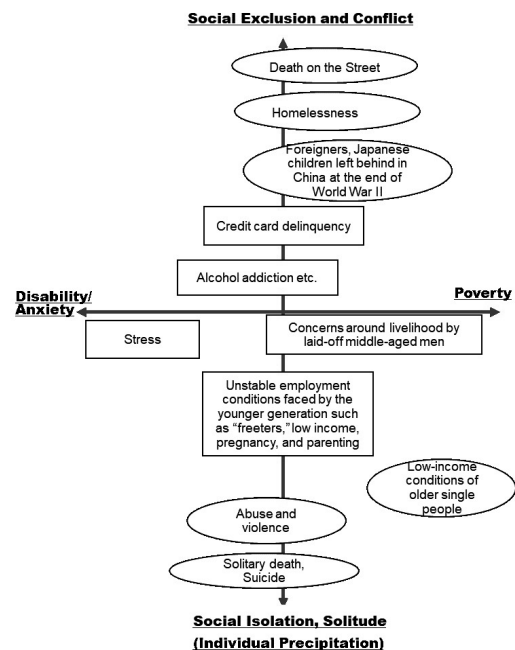 Social Exclusion and Conflict
Death on the Street
Homelessness
Foreigners, Japanese
children left behind in
China at the end of
World War II
Credit card delinquency
Alcohol addiction etc.
Disability/
Anxiety
Poverty
Stress
Concerns around livelihood by
laid-off middle-aged men
Unstable employment
conditions faced by the
younger generation such
as “freeters,” low income,
pregnancy, and parenting
Low-income
conditions of
older single
people
Abuse and
violence
Solitary death,
Suicide
Social Isolation, Solitude
(Individual Precipitation)